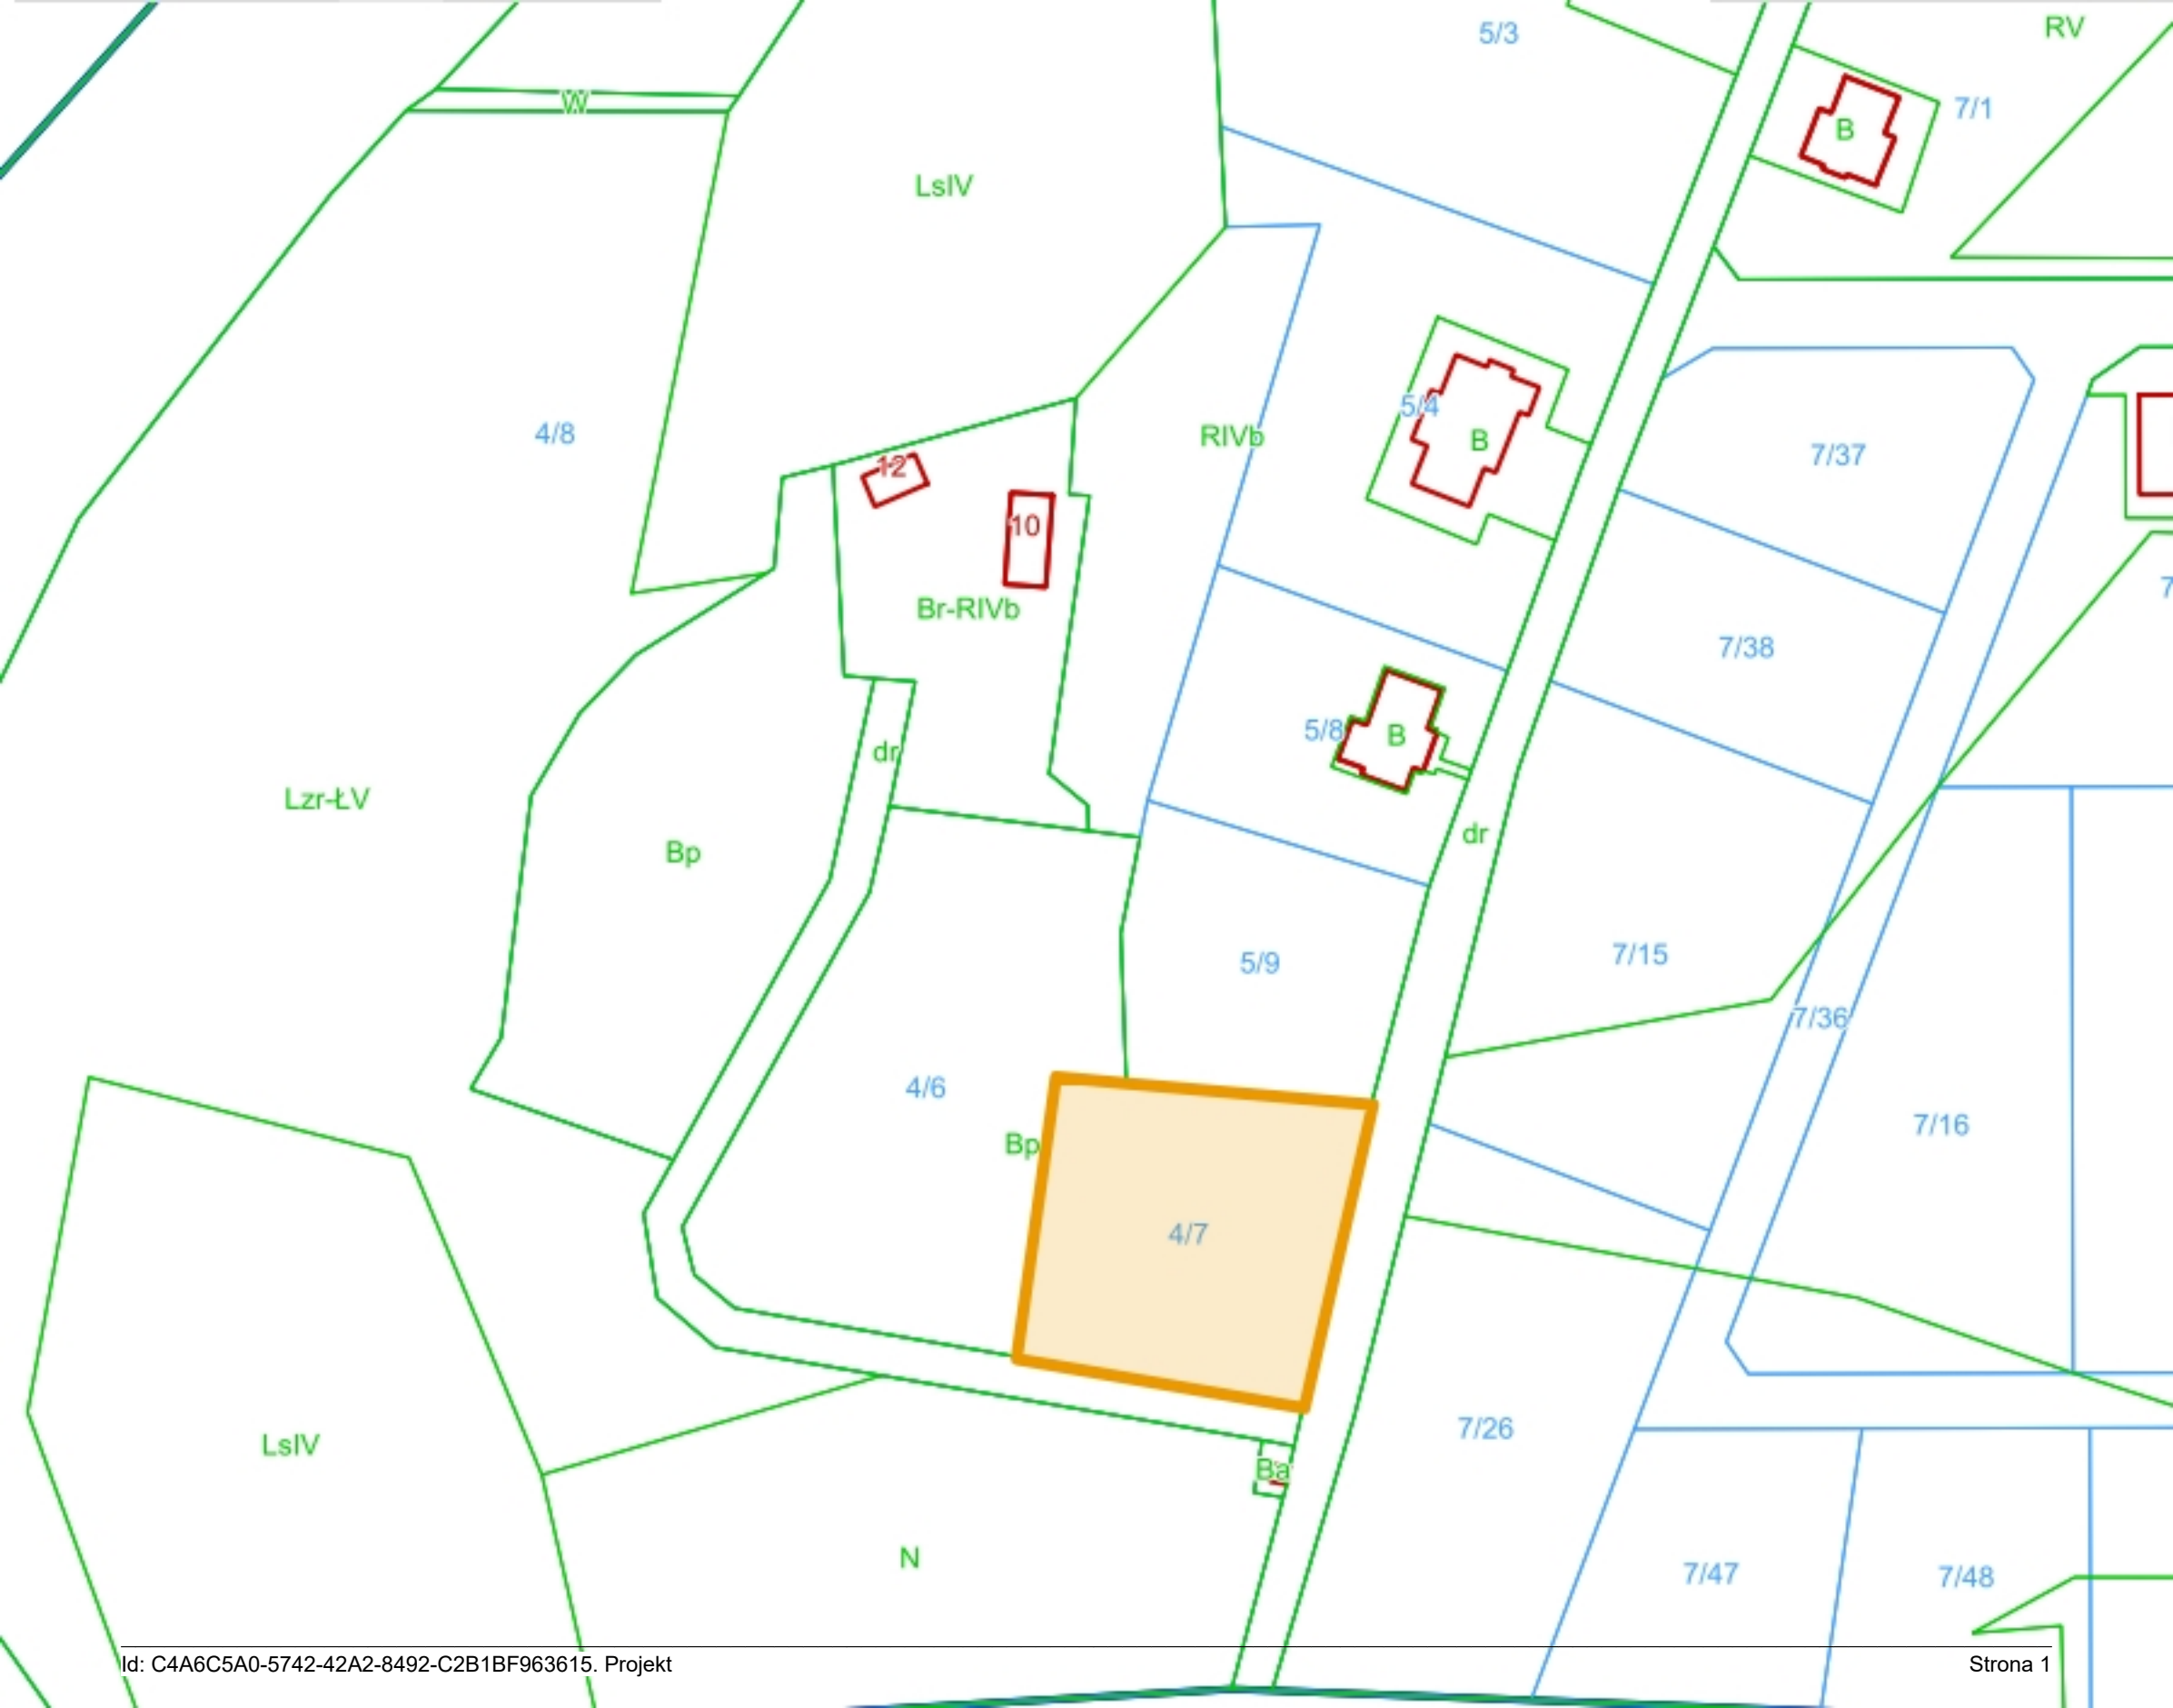 5/3
RV
W
7/1
B
LsIV
4/8
5/4
RIVb
B
7/37
12
10
7
Br-RIVb
7/38
5/8
B
dr
Lzr-ŁV
dr
Bp
7/15
5/9
7/36
4/6
7/16
Bp
4/7
7/26
LsIV
Ba
N
7/47
7/48
Id: C4A6C5A0-5742-42A2-8492-C2B1BF963615. Projekt
Strona 1